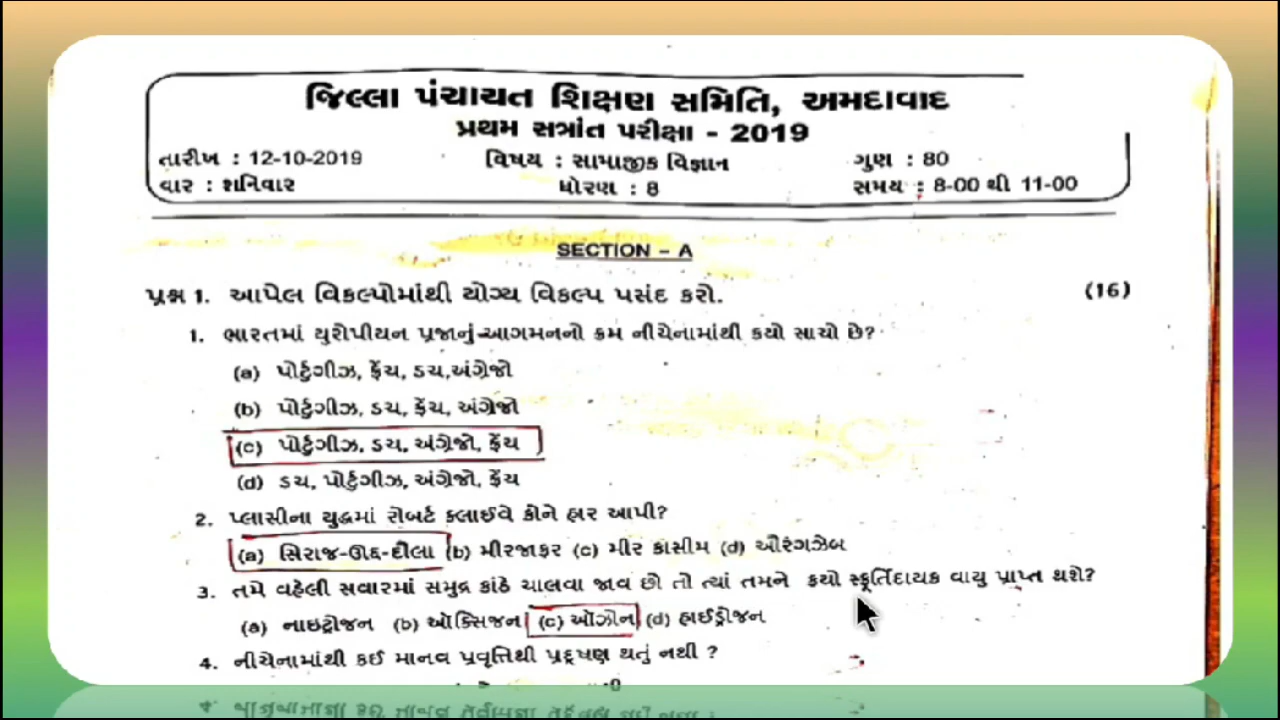 જિલ્લા પંચાયત શિક્ષણ સમિતિ, અમદાવાદ
પ્રથમ સત્રાંત પરીક્ષા - 2019
તારીખ : 12-10-2019 વિષય : સામાજીક વિજ્ઞાન ગુણ : 80
વાર : શનિવાર ધોરણ : 8 સમય : 8-00 થી 11-00
SECTION – A
પ્રશ્ન 1. આપેલ વિકલ્પોમાંથી યોગ્ય વિકલ્પ પસંદ કરો. (16)
1. ભારતમાં યુરોપીયન પ્રજાનું આગમનનો ક્રમ નીચેનામાંથી કયો સાચો છે?
(a) પોર્ટુગીઝ, ફ્રેંચ, ડચ,અંગ્રેજો
(b) પોર્ટુગીઝ, ડચ, ફ્રેંચ, અંગ્રેજો
(c) પોર્ટુગીઝ, ડચ, અંગ્રેજો, ફ્રેંચ
(d) ડચ, પોર્ટુગીઝ, અંગ્રેજો, ફ્રેંચ
2. પ્લાસીના યુદ્ધમાં રોબર્ટ ક્લાઈવે કોને હાર આપી?
(a) સિરાજ-ઊદ્દ-દૌલા (b) મીરજાફર (c) મીર કાસીમ (d) ઔરંગઝેબ
3. તમે વહેલી સવારમાં સમુદ્ર કાંઠે ચાલવા જાવ છો તો ત્યાં તમને કયો સ્ફૂર્તિદાયક વાયુ પ્રાપ્ત થશે?
(a) નાઇટ્રોજન (b) ઑક્સિજન (c) ઑઝોન (d) હાઈડ્રોજન
4. નીચેનામાંથી કઈ માનવ પ્રવૃત્તિથી પ્રદૂષણ થતું નથી ?